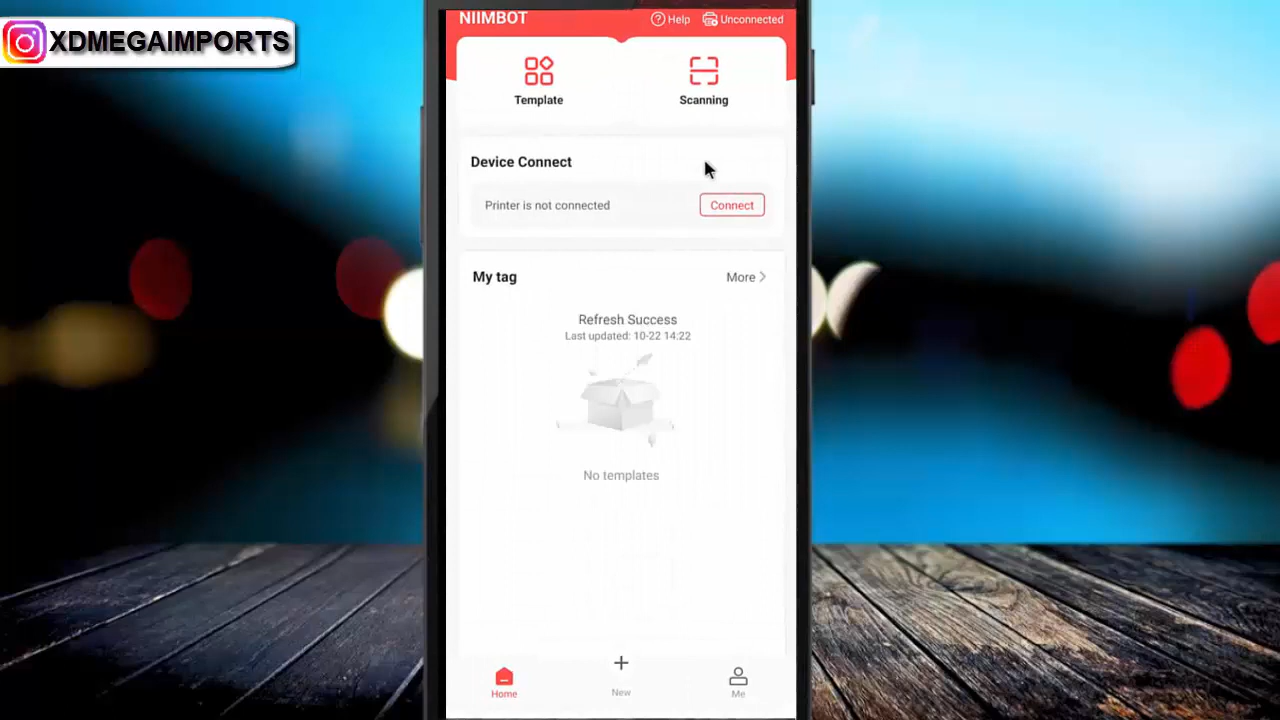 XDMEGAIMPORTS
NIIMBOT
Help
Unconnected
Template
Scanning
Device Connect
Printer is not connected
Connect
My tag
More
Refresh Success
Last updated: 10-22 14:22
No templates
Home
New
Me